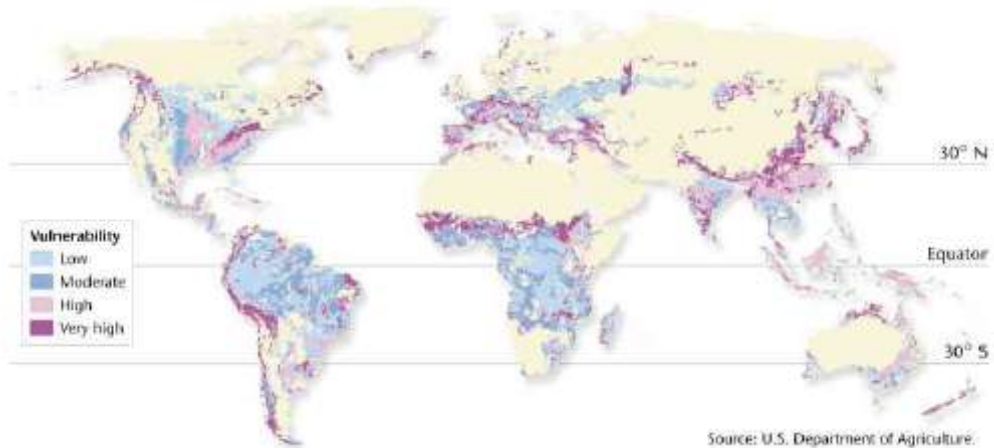 30° N
Vulnerability
Low
Moderate
High
Very high
Equator
30° S
Source: U.S. Department of Agriculture.